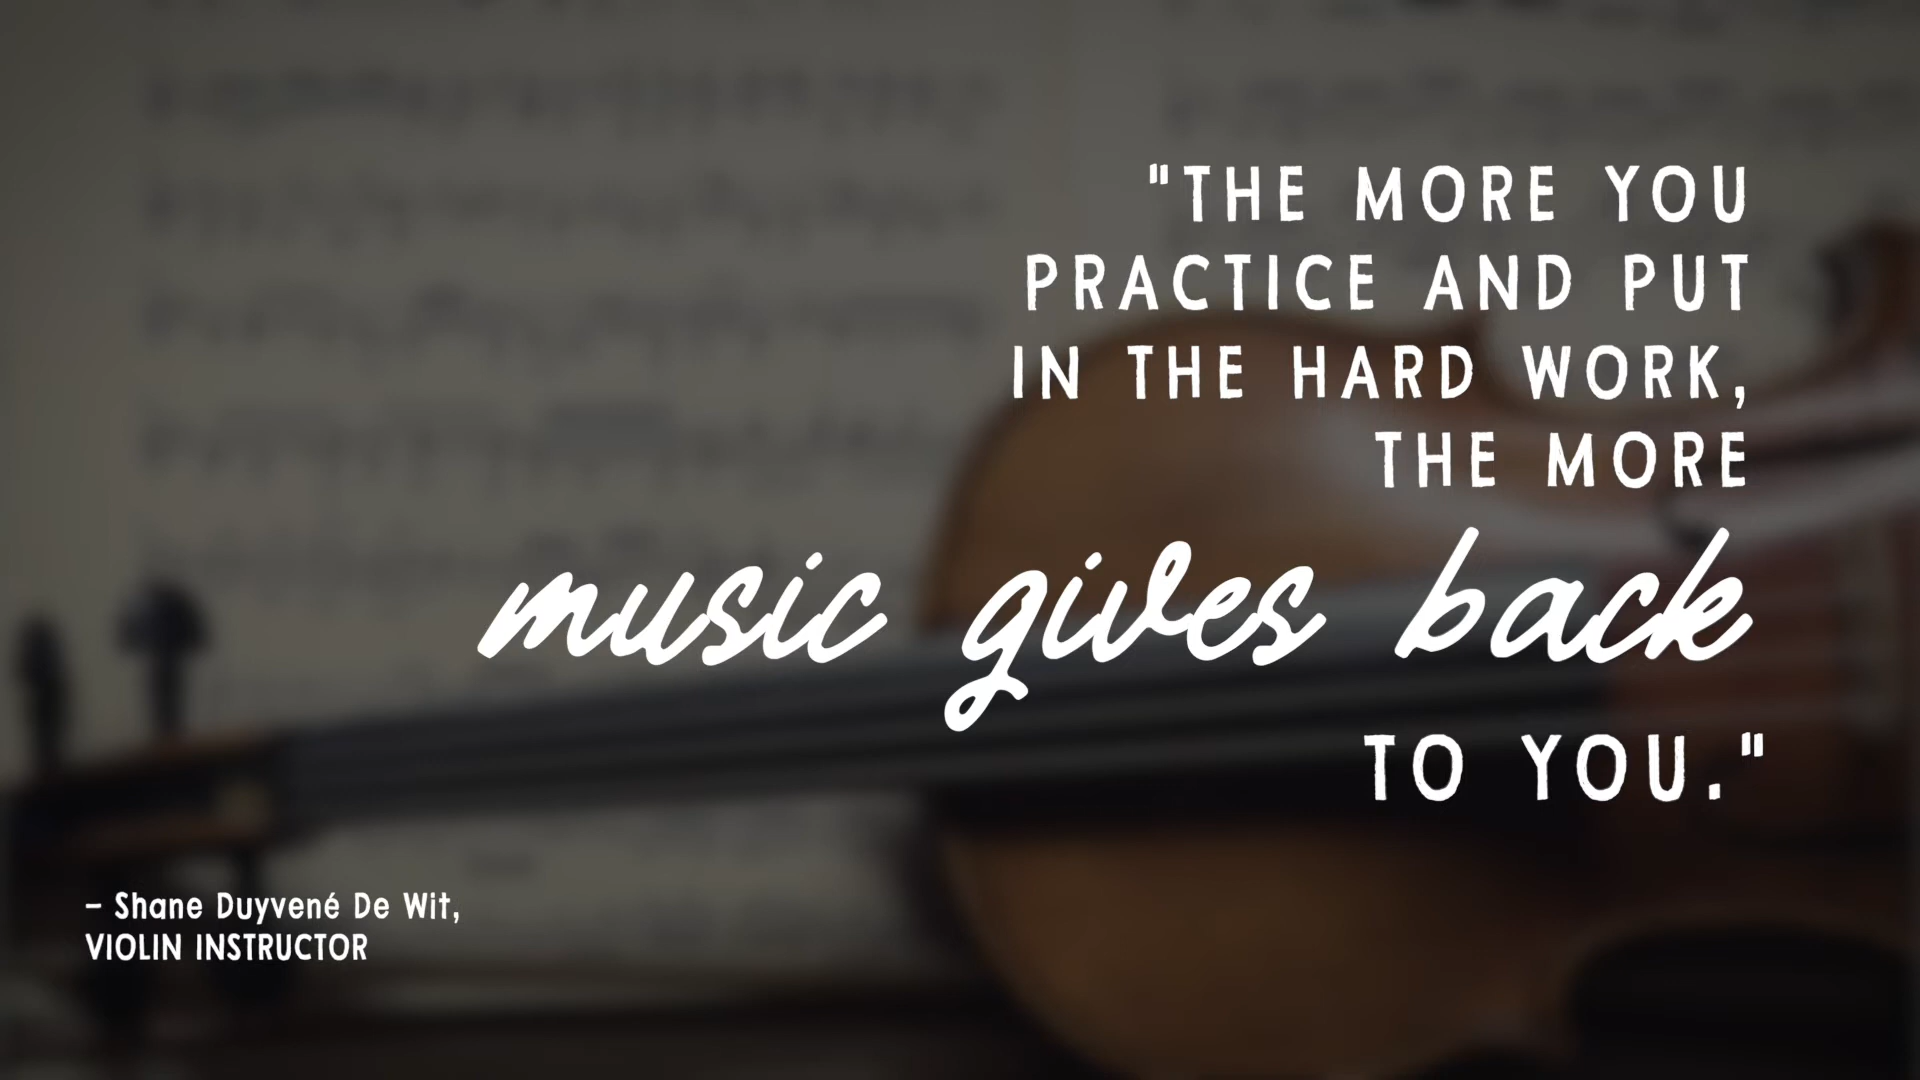 "THE MORE YOU
PRACTICE AND PUT
IN THE HARD WORK,
THE MORE
music gives back
TO YOU."
– Shane Duyvené De Wit,
VIOLIN INSTRUCTOR